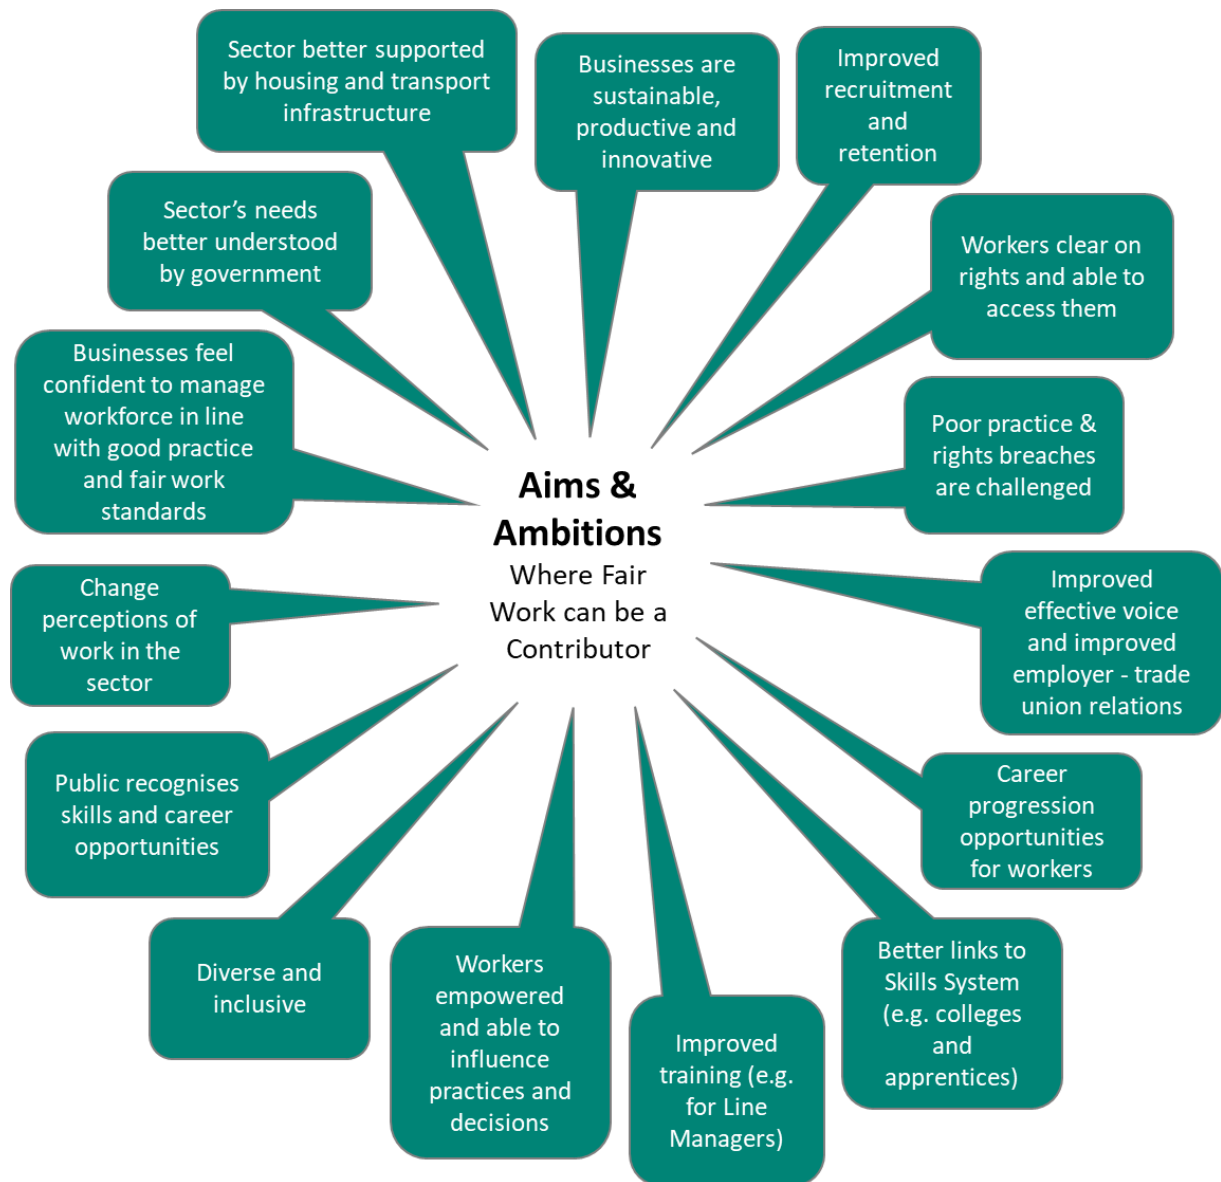 Sector better supported
by housing and transport
infrastructure
Businesses are
sustainable,
productive and
innovative
Improved
recruitment
and
retention
Workers clear on
rights and able to
access them
Poor practice &
rights breaches
are challenged
Improved
effective voice
and improved
employer - trade
union relations
Career
progression
opportunities
for workers
Better links to
Skills System
(e.g. colleges
and
apprentices)
Improved
training (e.g.
for Line
Managers)
Workers
empowered
and able to
influence
practices and
decisions
Diverse and
inclusive
Public recognises
skills and career
opportunities
Change
perceptions of
work in the
sector
Businesses feel
confident to manage
workforce in line
with good practice
and fair work
standards
Sector’s needs
better understood
by government
Aims &
Ambitions
Where Fair
Work can be a
Contributor